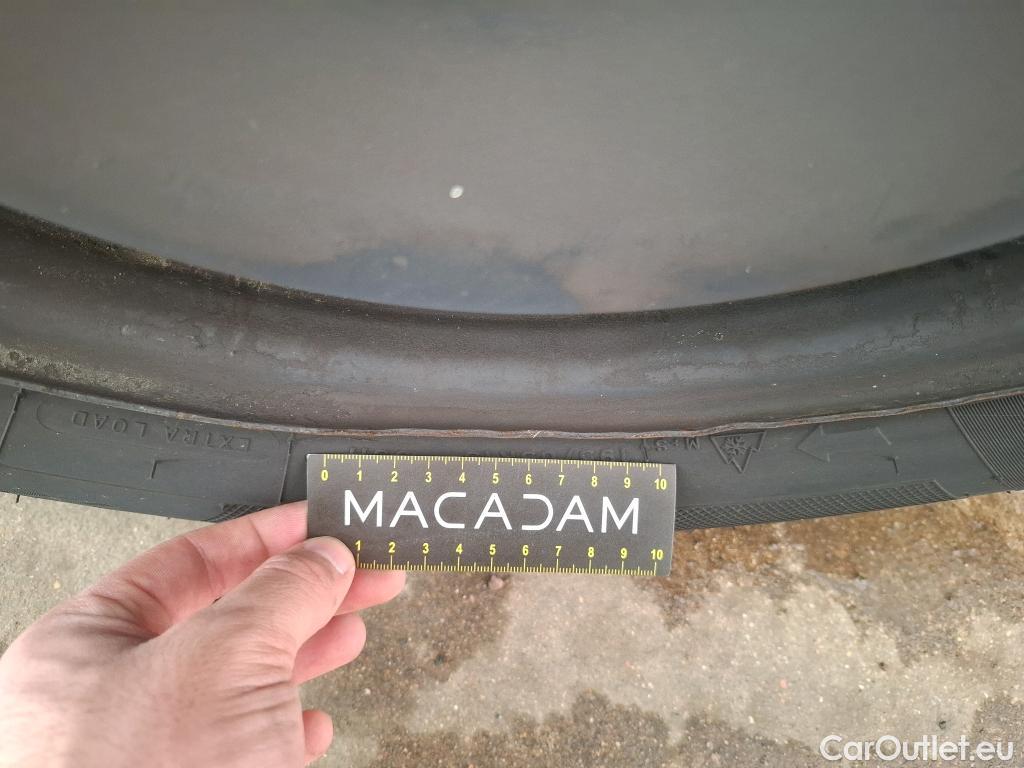 EXTRA LOAD
M+S
0 1 2 3 4 5 6 7 8 9 10
MACADAM
1 2 3 4 5 6 7 8 9 10
CarOutlet.eu